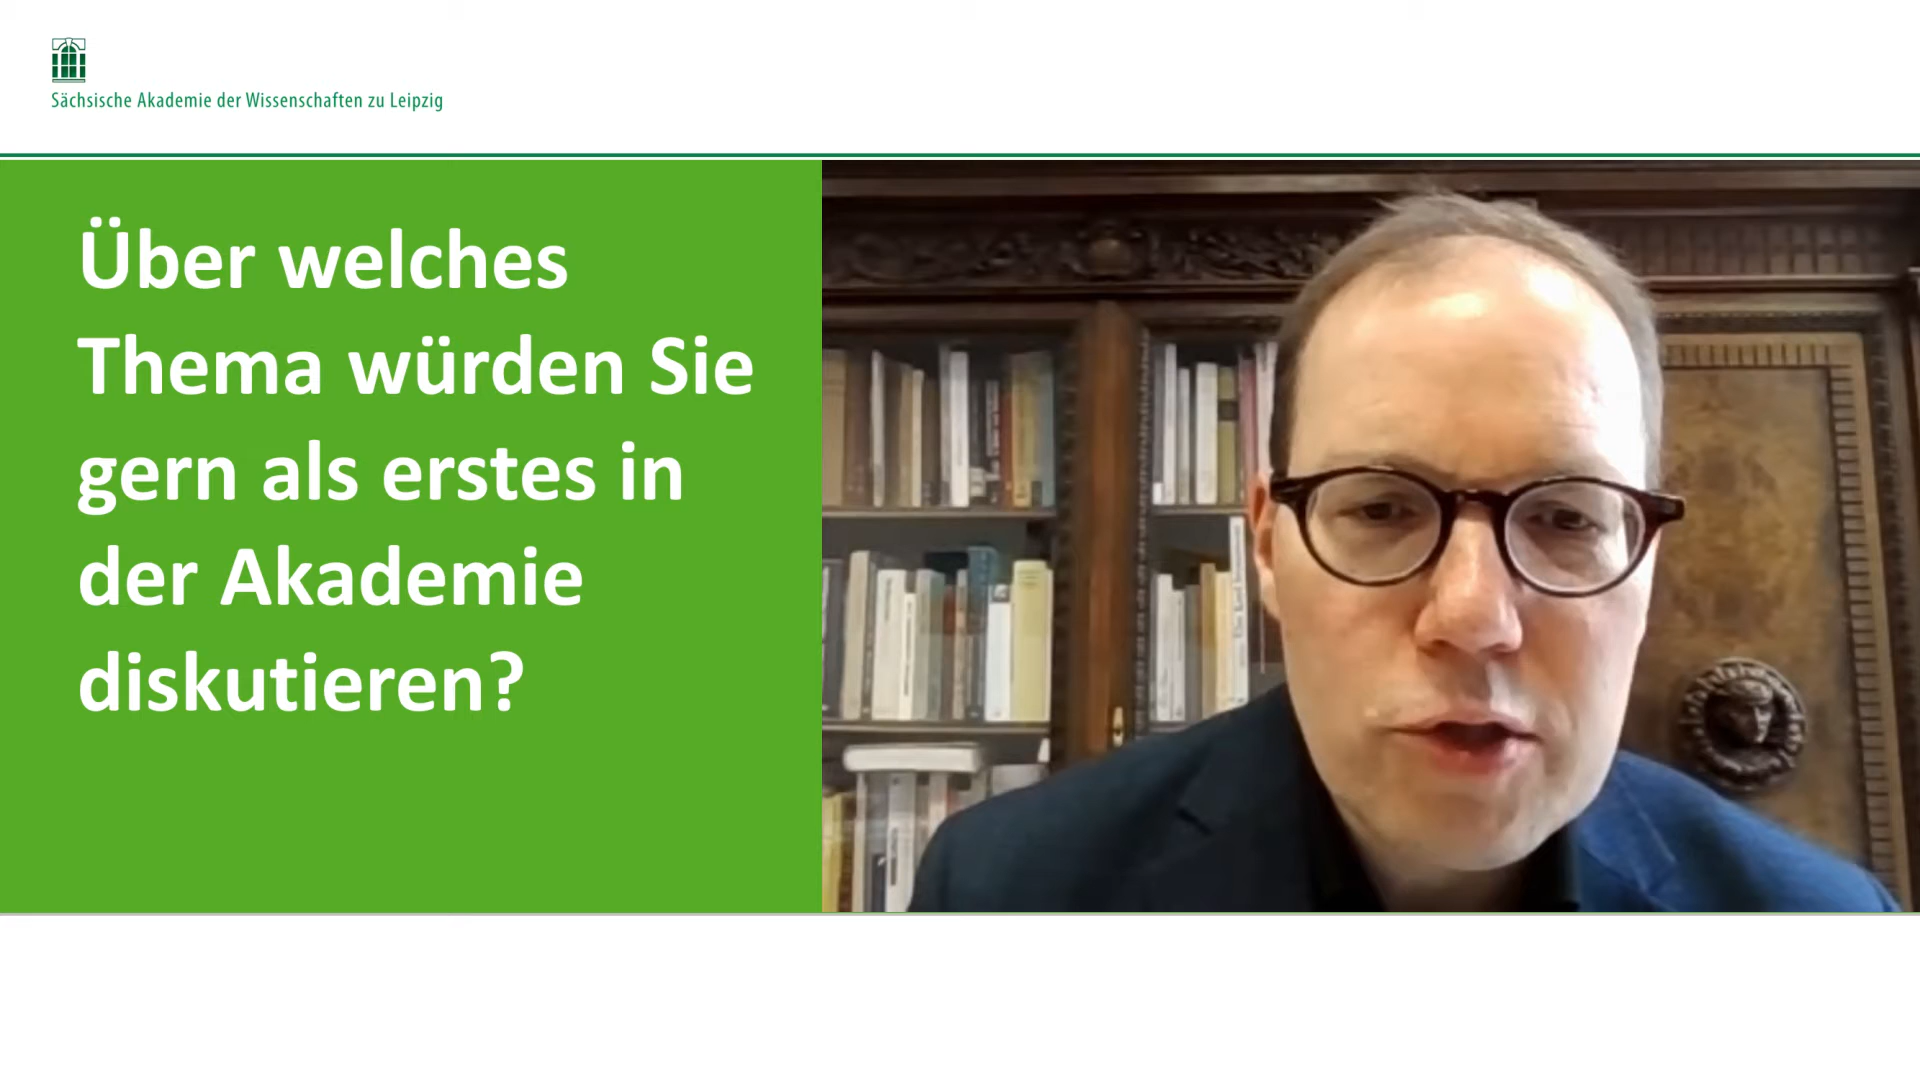 Sächsische Akademie der Wissenschaften zu Leipzig
Über welches
Thema würden Sie
gern als erstes in
der Akademie
diskutieren?